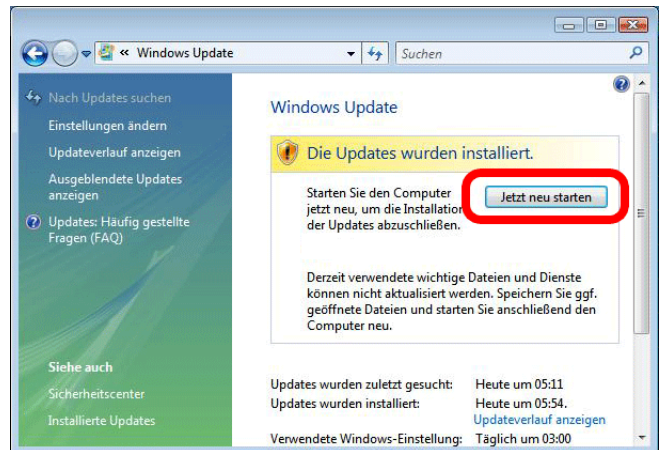 « Windows Update
Suchen
Nach Updates suchen
Einstellungen ändern
Updateverlauf anzeigen
Ausgeblendete Updates
anzeigen
Updates: Häufig gestellte
Fragen (FAQ)
Siehe auch
Sicherheitscenter
Installierte Updates
Windows Update
Die Updates wurden installiert.
Starten Sie den Computer
jetzt neu, um die Installation
der Updates abzuschließen.
Jetzt neu starten
Derzeit verwendete wichtige Dateien und Dienste
können nicht aktualisiert werden. Speichern Sie ggf.
geöffnete Dateien und starten Sie anschließend den
Computer neu.
Updates wurden zuletzt gesucht: Heute um 05:11
Updates wurden installiert: Heute um 05:54.
Updateverlauf anzeigen
Verwendete Windows-Einstellung: Täglich um 03:00